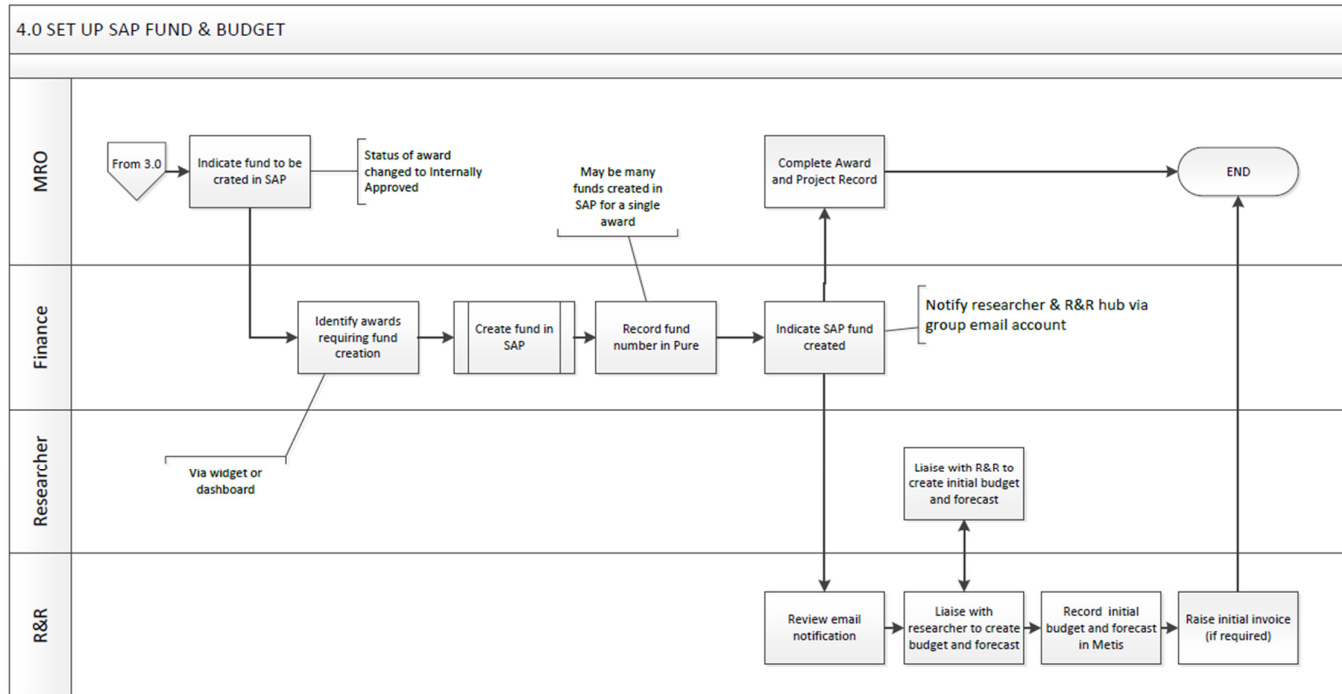 4.0 SET UP SAP FUND & BUDGET
MRO
From 3.0
Indicate fund to be
crated in SAP
Status of award
changed to Internally
Approved
May be many
funds created in
SAP for a single
award
Complete Award
and Project Record
END
Finance
Identify awards
requiring fund
creation
Create fund in
SAP
Record fund
number in Pure
Indicate SAP fund
created
Notify researcher & R&R hub via
group email account
Researcher
Via widget or
dashboard
Liaise with R&R to
create initial budget
and forecast
R&R
Review email
notification
Liaise with
researcher to create
budget and forecast
Record initial
budget and forecast
in Metis
Raise initial invoice
(if required)